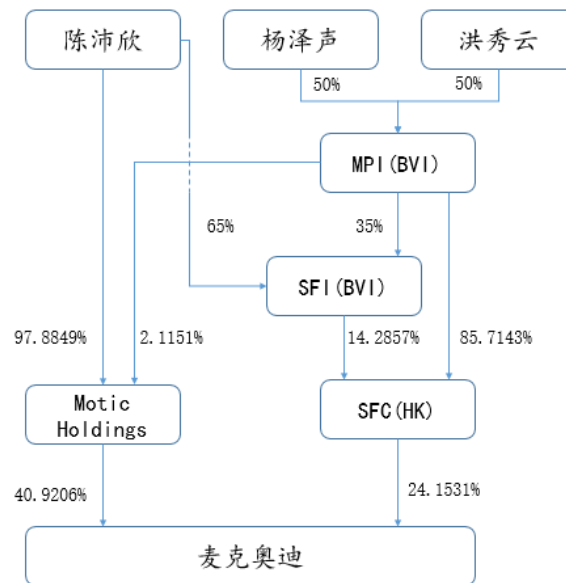 陈沛欣
杨泽声
洪秀云
50%
50%
MPI(BVI)
65%
35%
SFI(BVI)
97.8849%
2.1151%
14.2857%
85.7143%
Motic
Holdings
SFC(HK)
40.9206%
24.1531%
麦克奥迪